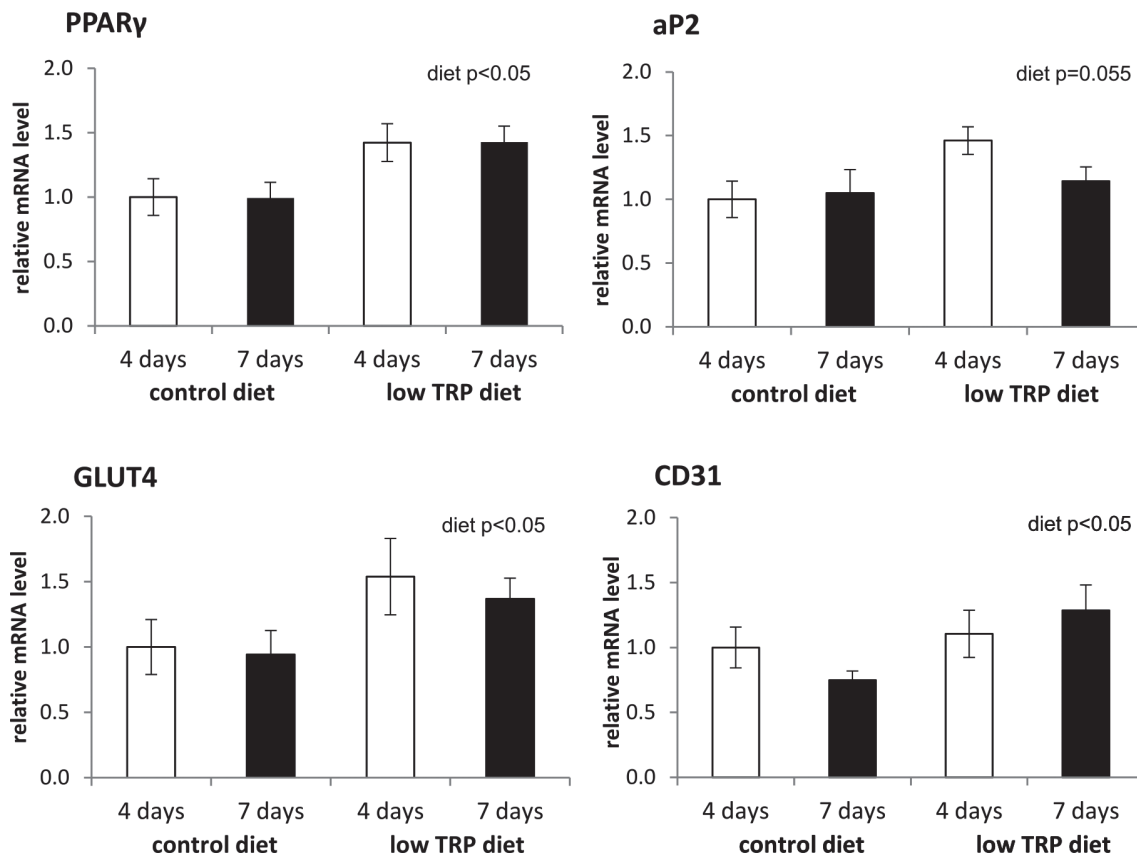 PPARγ
diet p<0.05
relative mRNA level
2.0
1.5
1.0
0.5
0.0
4 days 7 days 4 days 7 days
control diet low TRP diet
aP2
diet p=0.055
relative mRNA level
2.0
1.5
1.0
0.5
0.0
4 days 7 days 4 days 7 days
control diet low TRP diet
GLUT4
diet p<0.05
relative mRNA level
2.0
1.5
1.0
0.5
0.0
4 days 7 days 4 days 7 days
control diet low TRP diet
CD31
diet p<0.05
relative mRNA level
2.0
1.5
1.0
0.5
0.0
4 days 7 days 4 days 7 days
control diet low TRP diet